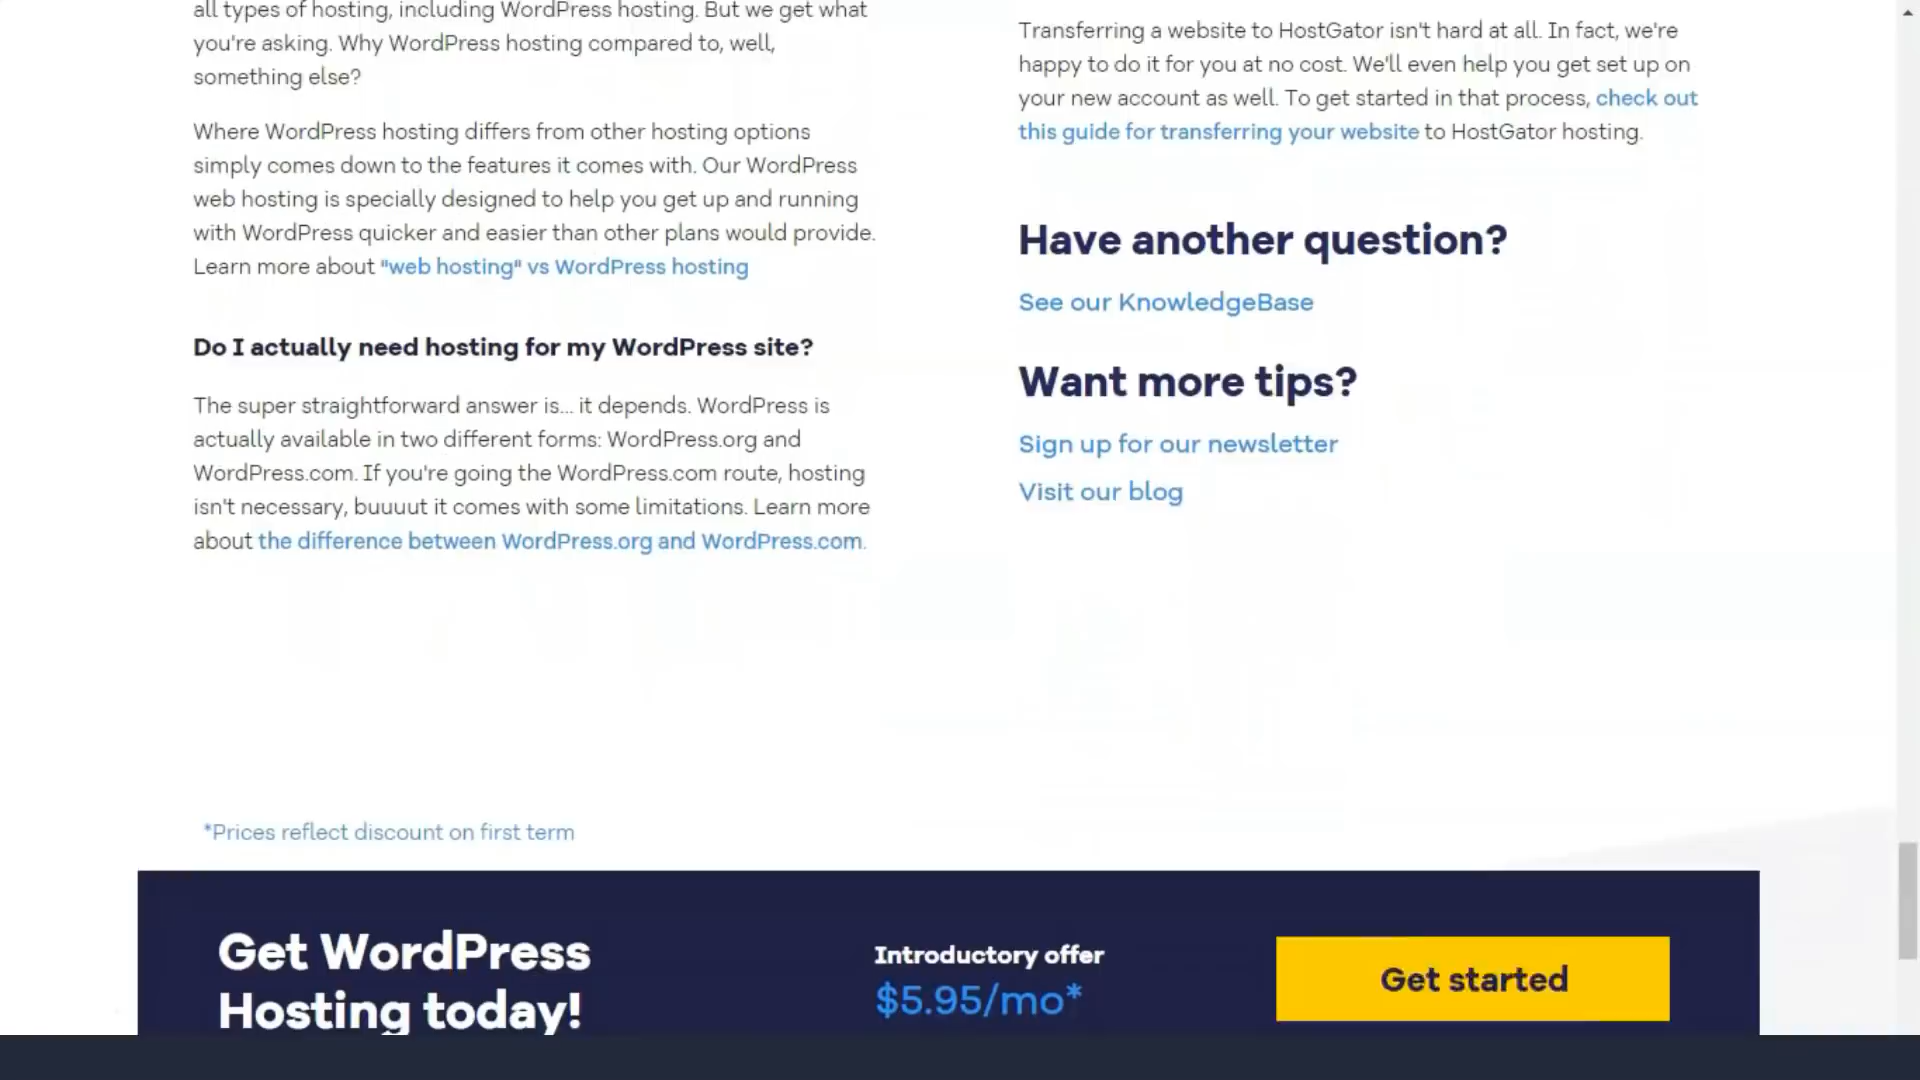 all types of hosting, including WordPress hosting. But we get what
you're asking. Why WordPress hosting compared to, well,
something else?
Where WordPress hosting differs from other hosting options
simply comes down to the features it comes with. Our WordPress
web hosting is specially designed to help you get up and running
with WordPress quicker and easier than other plans would provide.
Learn more about "web hosting" vs WordPress hosting
Do I actually need hosting for my WordPress site?
The super straightforward answer is... it depends. WordPress is
actually available in two different forms: WordPress.org and
WordPress.com. If you're going the WordPress.com route, hosting
isn't necessary, buuuut it comes with some limitations. Learn more
about the difference between WordPress.org and WordPress.com.
Transferring a website to HostGator isn't hard at all. In fact, we're
happy to do it for you at no cost. We'll even help you get set up on
your new account as well. To get started in that process, check out
this guide for transferring your website to HostGator hosting.
Have another question?
See our KnowledgeBase
Want more tips?
Sign up for our newsletter
Visit our blog
*Prices reflect discount on first term
Get WordPress
Hosting today!
Introductory offer
$5.95/mo*
Get started